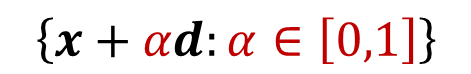 {x + αd: α ∈ [0,1]}